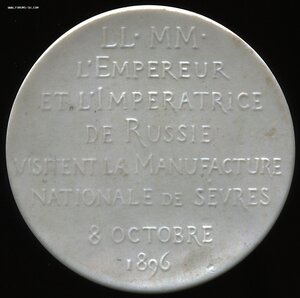 LL·MM·
L'EMPEREUR
ET L'IMPERATRICE
DE RUSSIE
VISITENT LA MANUFACTURE
NATIONALE DE SEVRES
8 OCTOBRE
1896